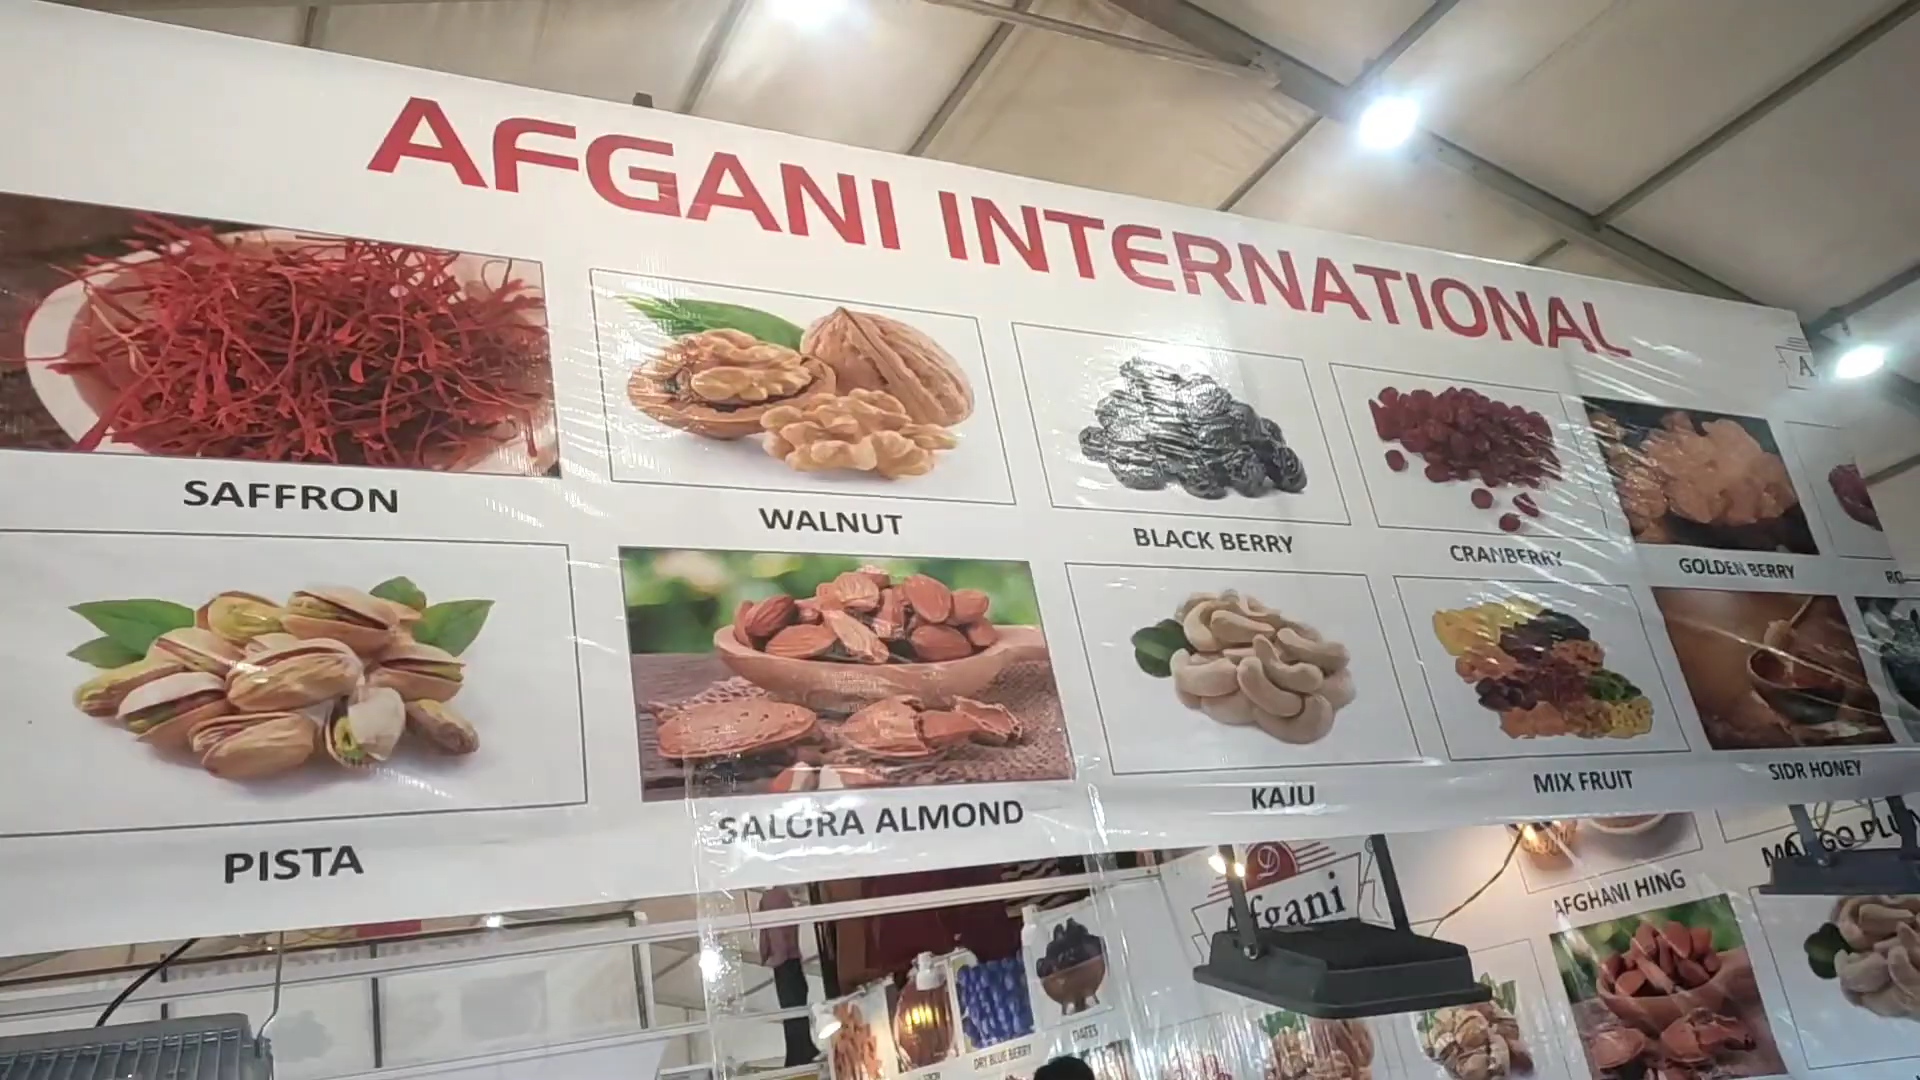 AFGANI INTERNATIONAL
A
SAFFRON
WALNUT
BLACK BERRY
CRANBERRY
GOLDEN BERRY
PISTA
SALORA ALMOND
KAJU
MIX FRUIT
SIDR HONEY
Afgani
AFGHANI HING
DRY BLUE BERRY
DATES